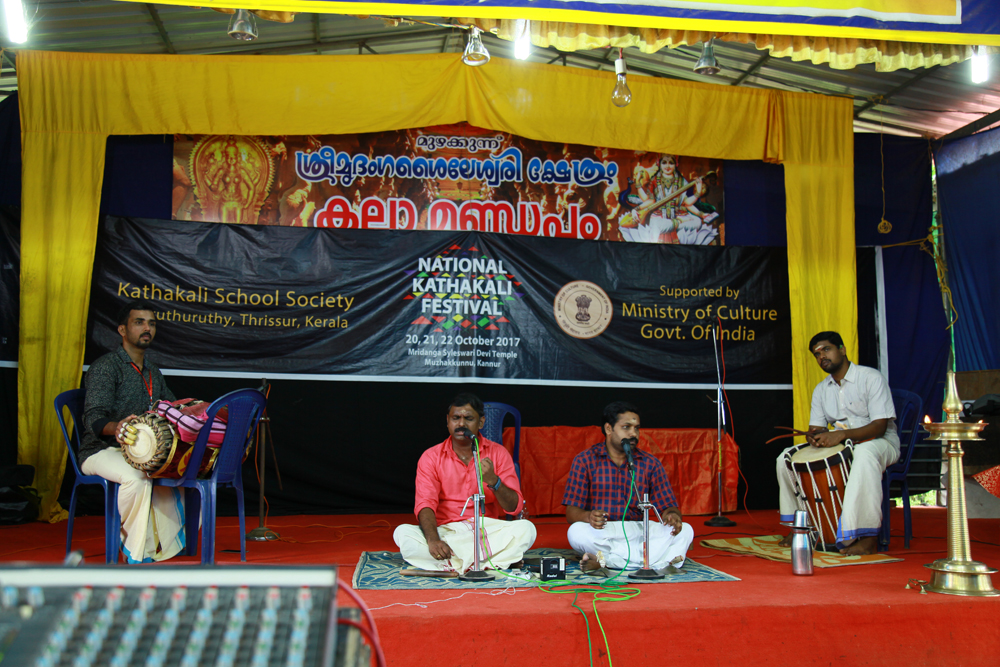 മുഴക്കുന്ന്
ശ്രീമൃദംഗശൈലേശ്വരി ക്ഷേത്രം
കലാമണ്ഡപം
Kathakali School Society
uthuruthy, Thrissur, Kerala
NATIONAL
KATHAKALI
FESTIVAL
20, 21, 22 October 2017
Mridanga Syleswari Devi Temple
Muzhakkunnu, Kannur
Supported by
Ministry of Culture
Govt. Of India